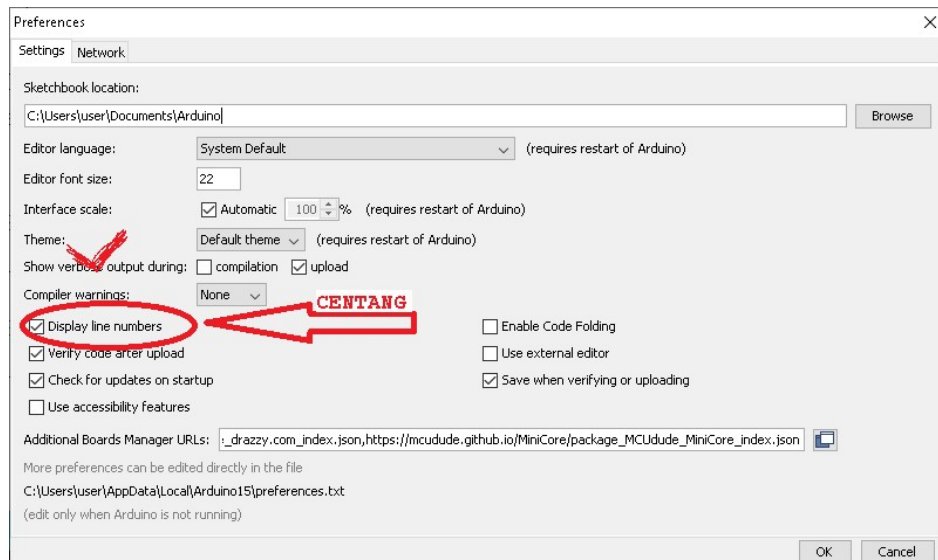 Preferences
Settings Network
Sketchbook location:
C:\Users\user\Documents\Arduino Browse
Editor language: System Default (requires restart of Arduino)
Editor font size: 22
Interface scale: Automatic 100 % (requires restart of Arduino)
Theme: Default theme (requires restart of Arduino)
Show verbose output during: compilation upload
Compiler warnings: None
CENTANG
Display line numbers Enable Code Folding
Verify code after upload Use external editor
Check for updates on startup Save when verifying or uploading
Use accessibility features
Additional Boards Manager URLs: :_drazzy.com_index.json,https://mcudude.github.io/MiniCore/package_MCUdude_MiniCore_index.json
More preferences can be edited directly in the file
C:\Users\user\AppData\Local\Arduino15\preferences.txt
(edit only when Arduino is not running)
OK Cancel